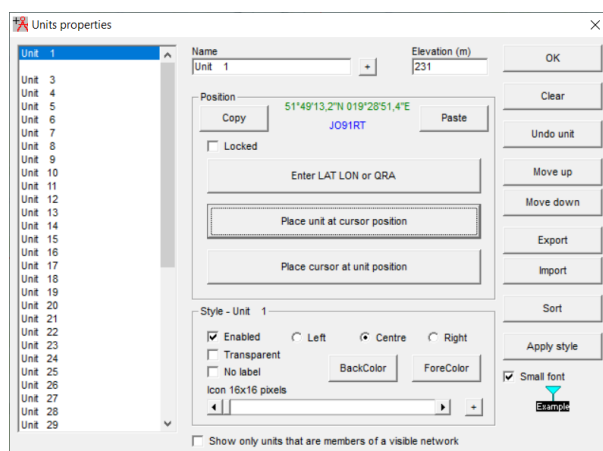 Units properties
Unit 1
Unit 3
Unit 4
Unit 5
Unit 6
Unit 7
Unit 8
Unit 9
Unit 10
Unit 11
Unit 12
Unit 13
Unit 14
Unit 15
Unit 16
Unit 17
Unit 18
Unit 19
Unit 20
Unit 21
Unit 22
Unit 23
Unit 24
Unit 25
Unit 26
Unit 27
Unit 28
Unit 29
Name
Elevation (m)
Unit 1
+
231
Position
51°49'13,2"N 019°28'51,4"E
Copy
JO91RT
Paste
Locked
Enter LAT LON or QRA
Place unit at cursor position
Place cursor at unit position
Style - Unit 1
Enabled
Left
Centre
Right
Transparent
No label
BackColor
ForeColor
Icon 16x16 pixels
+
Show only units that are members of a visible network
OK
Clear
Undo unit
Move up
Move down
Export
Import
Sort
Apply style
Small font
Example